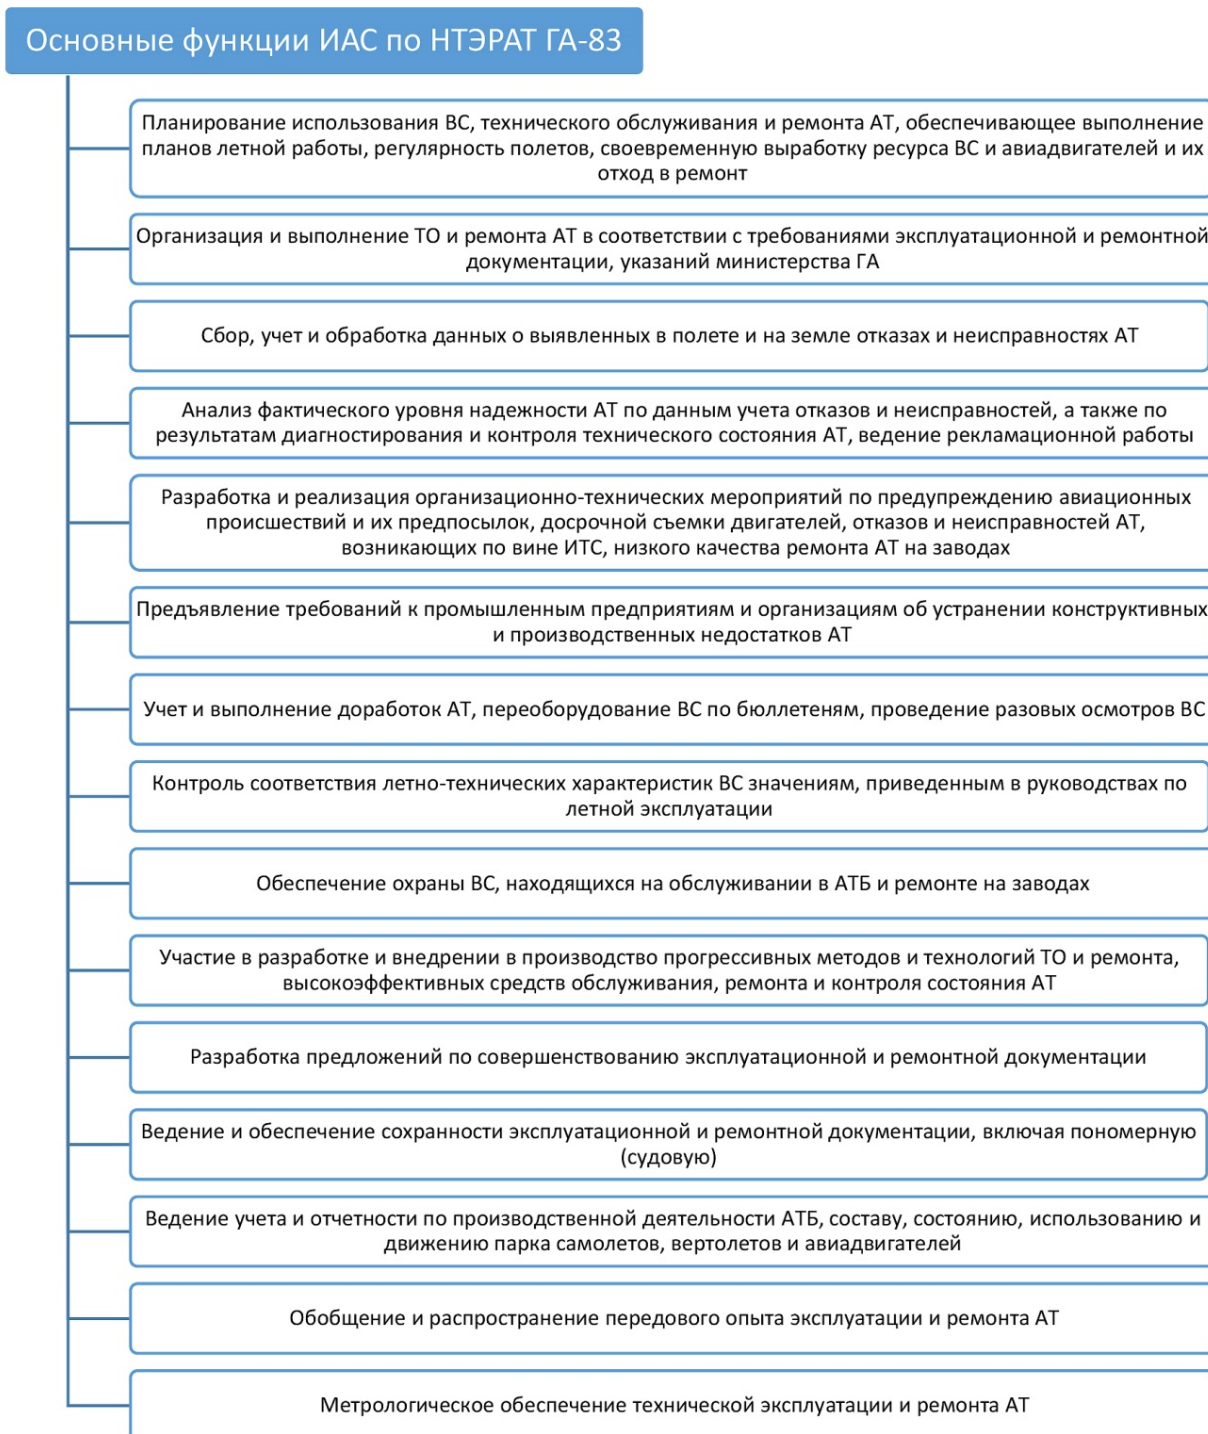 Основные функции ИАС по НТЭРАТ ГА-83
Планирование использования ВС, технического обслуживания и ремонта АТ, обеспечивающее выполнение
планов летной работы, регулярность полетов, своевременную выработку ресурса ВС и авиадвигателей и их
отход в ремонт
Организация и выполнение ТО и ремонта АТ в соответствии с требованиями эксплуатационной и ремонтной
документации, указаний министерства ГА
Сбор, учет и обработка данных о выявленных в полете и на земле отказах и неисправностях АТ
Анализ фактического уровня надежности АТ по данным учета отказов и неисправностей, а также по
результатам диагностирования и контроля технического состояния АТ, ведение рекламационной работы
Разработка и реализация организационно-технических мероприятий по предупреждению авиационных
происшествий и их предпосылок, досрочной съемки двигателей, отказов и неисправностей АТ,
возникающих по вине ИТС, низкого качества ремонта АТ на заводах
Предъявление требований к промышленным предприятиям и организациям об устранении конструктивных
и производственных недостатков АТ
Учет и выполнение доработок АТ, переоборудование ВС по бюллетеням, проведение разовых осмотров ВС
Контроль соответствия летно-технических характеристик ВС значениям, приведенным в руководствах по
летной эксплуатации
Обеспечение охраны ВС, находящихся на обслуживании в АТБ и ремонте на заводах
Участие в разработке и внедрении в производство прогрессивных методов и технологий ТО и ремонта,
высокоэффективных средств обслуживания, ремонта и контроля состояния АТ
Разработка предложений по совершенствованию эксплуатационной и ремонтной документации
Ведение и обеспечение сохранности эксплуатационной и ремонтной документации, включая пономерную
(судовую)
Ведение учета и отчетности по производственной деятельности АТБ, составу, состоянию, использованию и
движению парка самолетов, вертолетов и авиадвигателей
Обобщение и распространение передового опыта эксплуатации и ремонта АТ
Метрологическое обеспечение технической эксплуатации и ремонта АТ